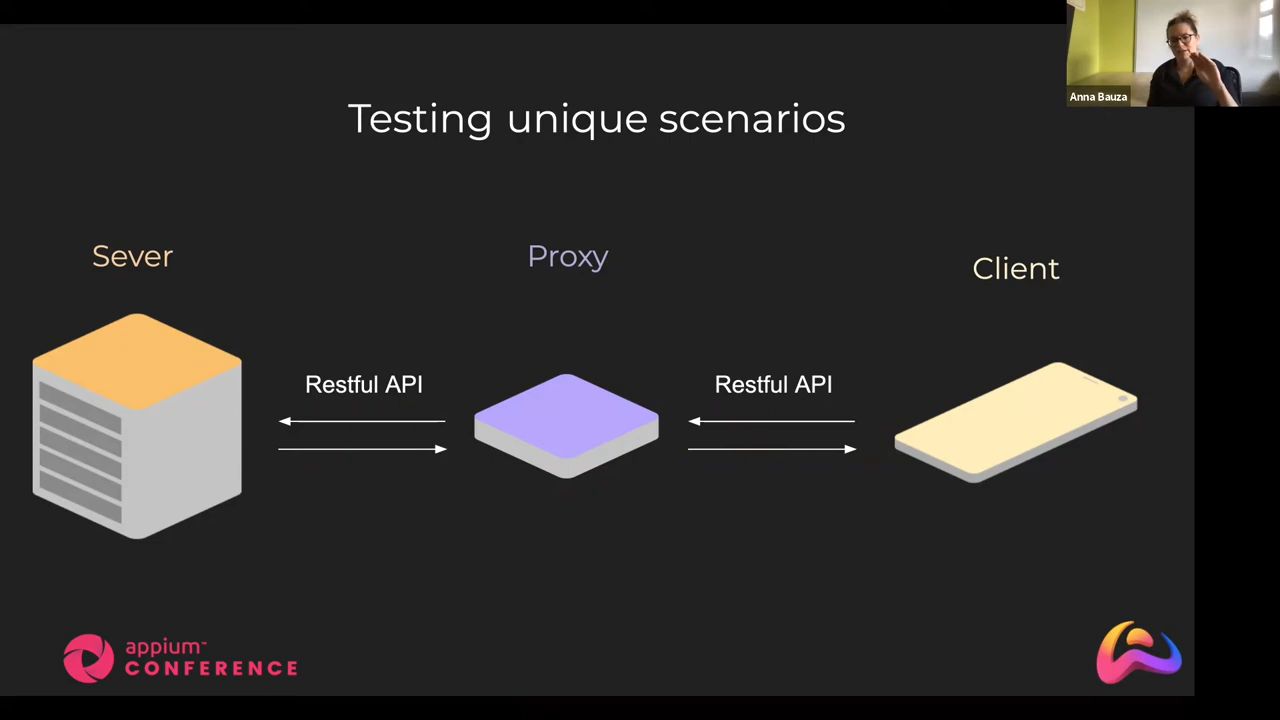 Anna Bauza
Testing unique scenarios
Sever
Proxy
Client
Restful API
Restful API
appium™
CONFERENCE